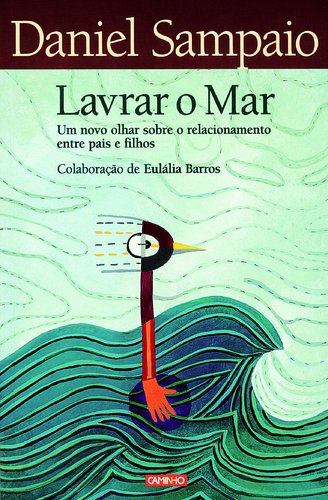 Daniel Sampaio
Lavrar o Mar
Um novo olhar sobre o relacionamento
entre pais e filhos
Colaboração de Eulália Barros
CAMINHO